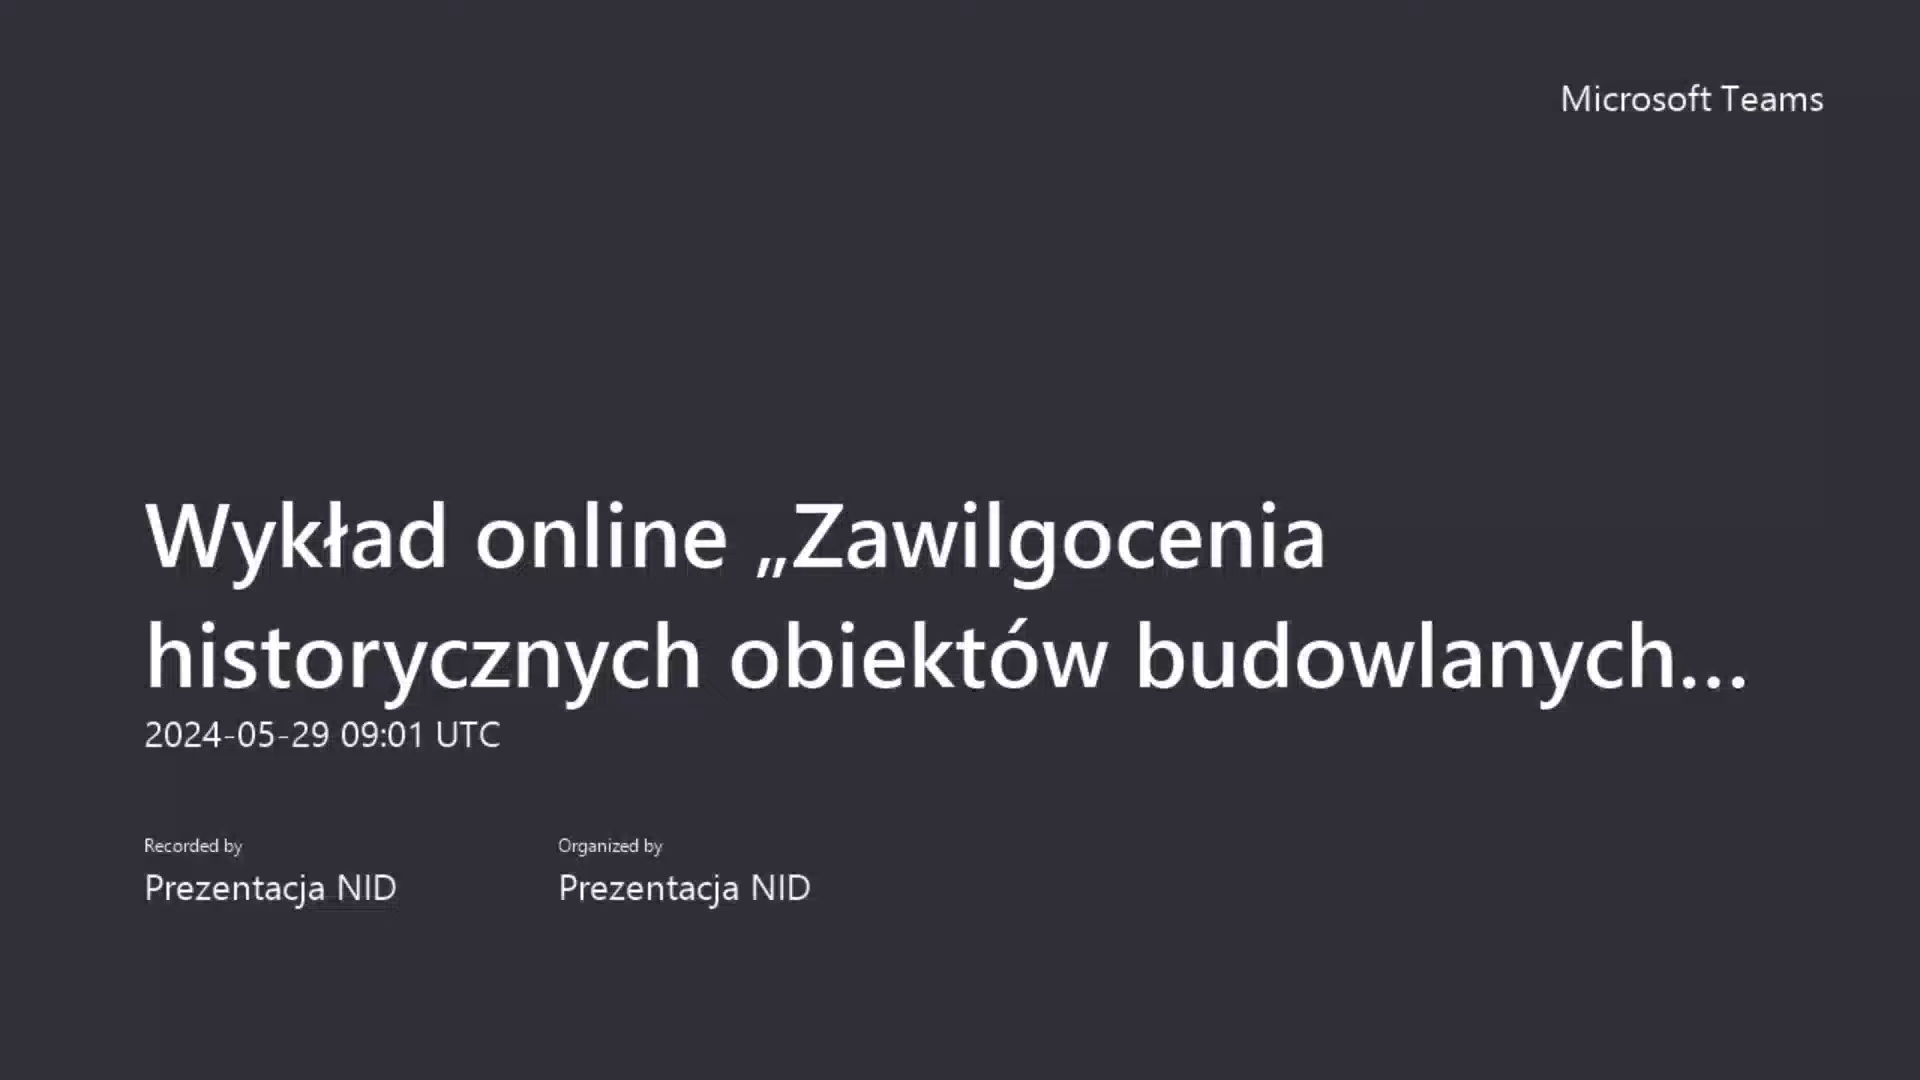 Microsoft Teams
Wykład online „Zawilgocenia
historycznych obiektów budowlanych...
2024-05-29 09:01 UTC
Recorded by
Prezentacja NID
Organized by
Prezentacja NID